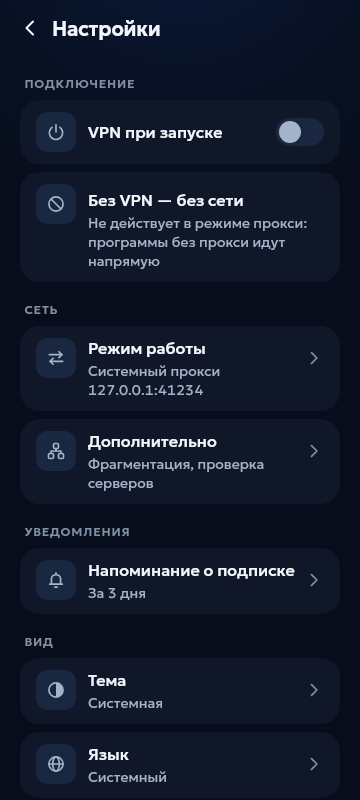 Настройки
ПОДКЛЮЧЕНИЕ
VPN при запуске
Без VPN — без сети
Не действует в режиме прокси:
программы без прокси идут
напрямую
СЕТЬ
Режим работы
Системный прокси
127.0.0.1:41234
Дополнительно
Фрагментация, проверка
серверов
УВЕДОМЛЕНИЯ
Напоминание о подписке
За 3 дня
ВИД
Тема
Системная
Язык
Системный